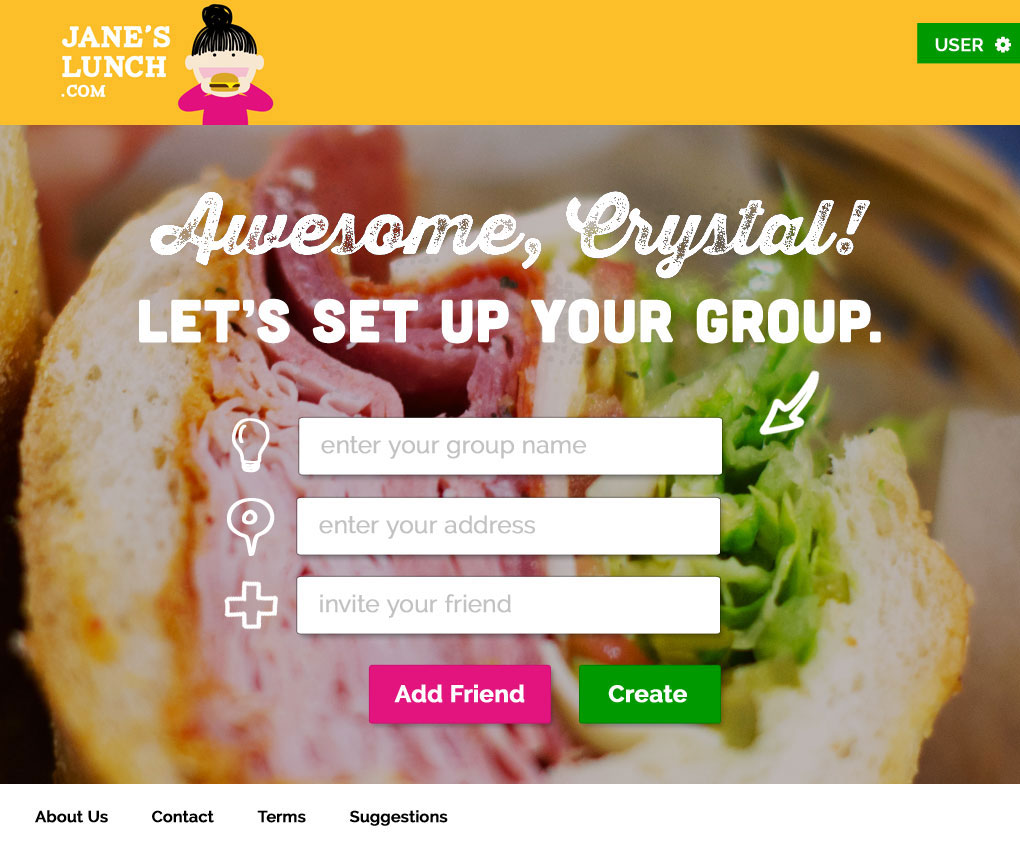 JANE'S
LUNCH
.COM
USER
Awesome, Crystal!
LET'S SET UP YOUR GROUP.
enter your group name
enter your address
invite your friend
Add Friend Create
About Us Contact Terms Suggestions